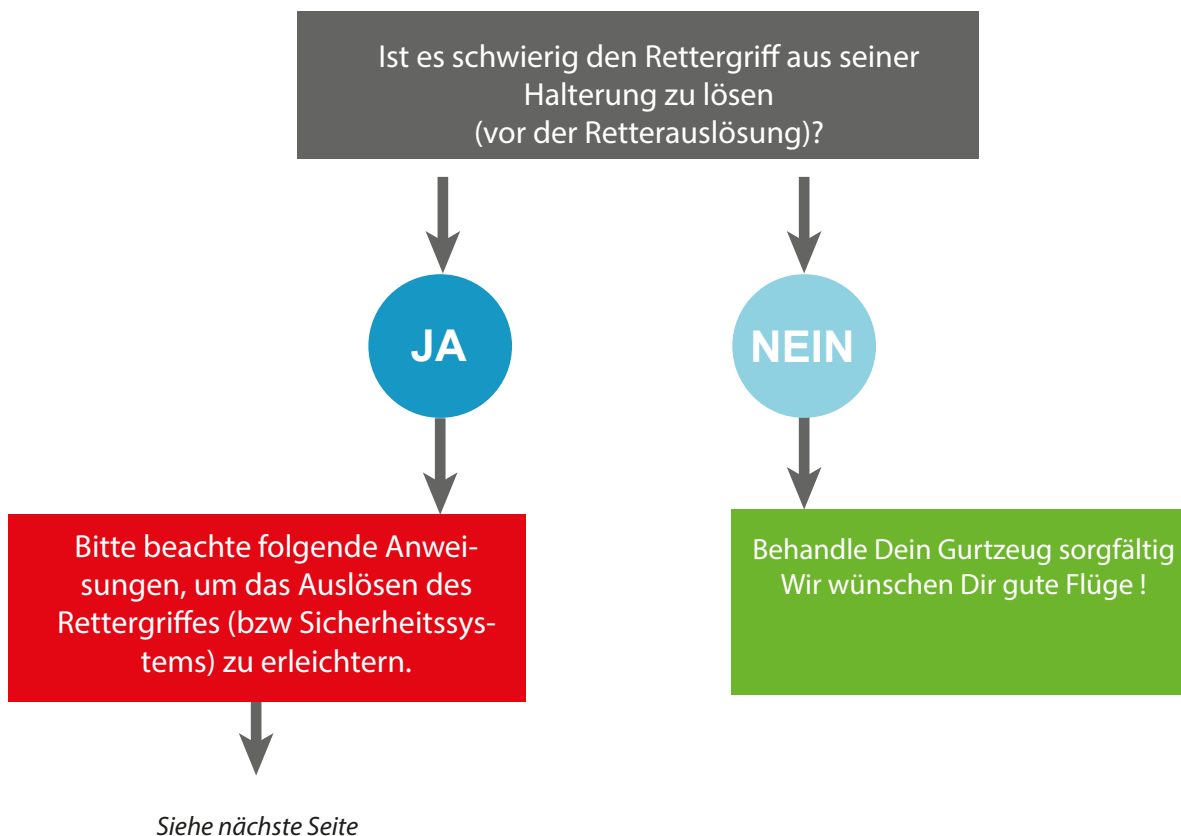 Ist es schwierig den Rettergriff aus seiner
Halterung zu lösen
(vor der Retterauslösung)?
JA
NEIN
Bitte beachte folgende Anwei-
sungen, um das Auslösen des
Rettergriffes (bzw Sicherheitssys-
tems) zu erleichtern.
Behandle Dein Gurtzeug sorgfältig
Wir wünschen Dir gute Flüge !
Siehe nächste Seite